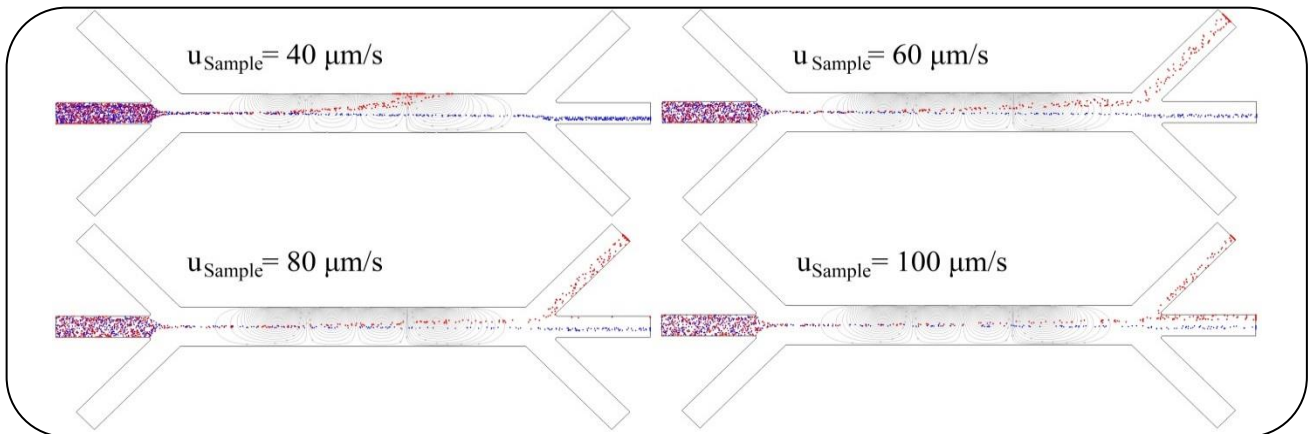 u_Sample= 40 μm/s
u_Sample= 60 μm/s
u_Sample= 80 μm/s
u_Sample= 100 μm/s